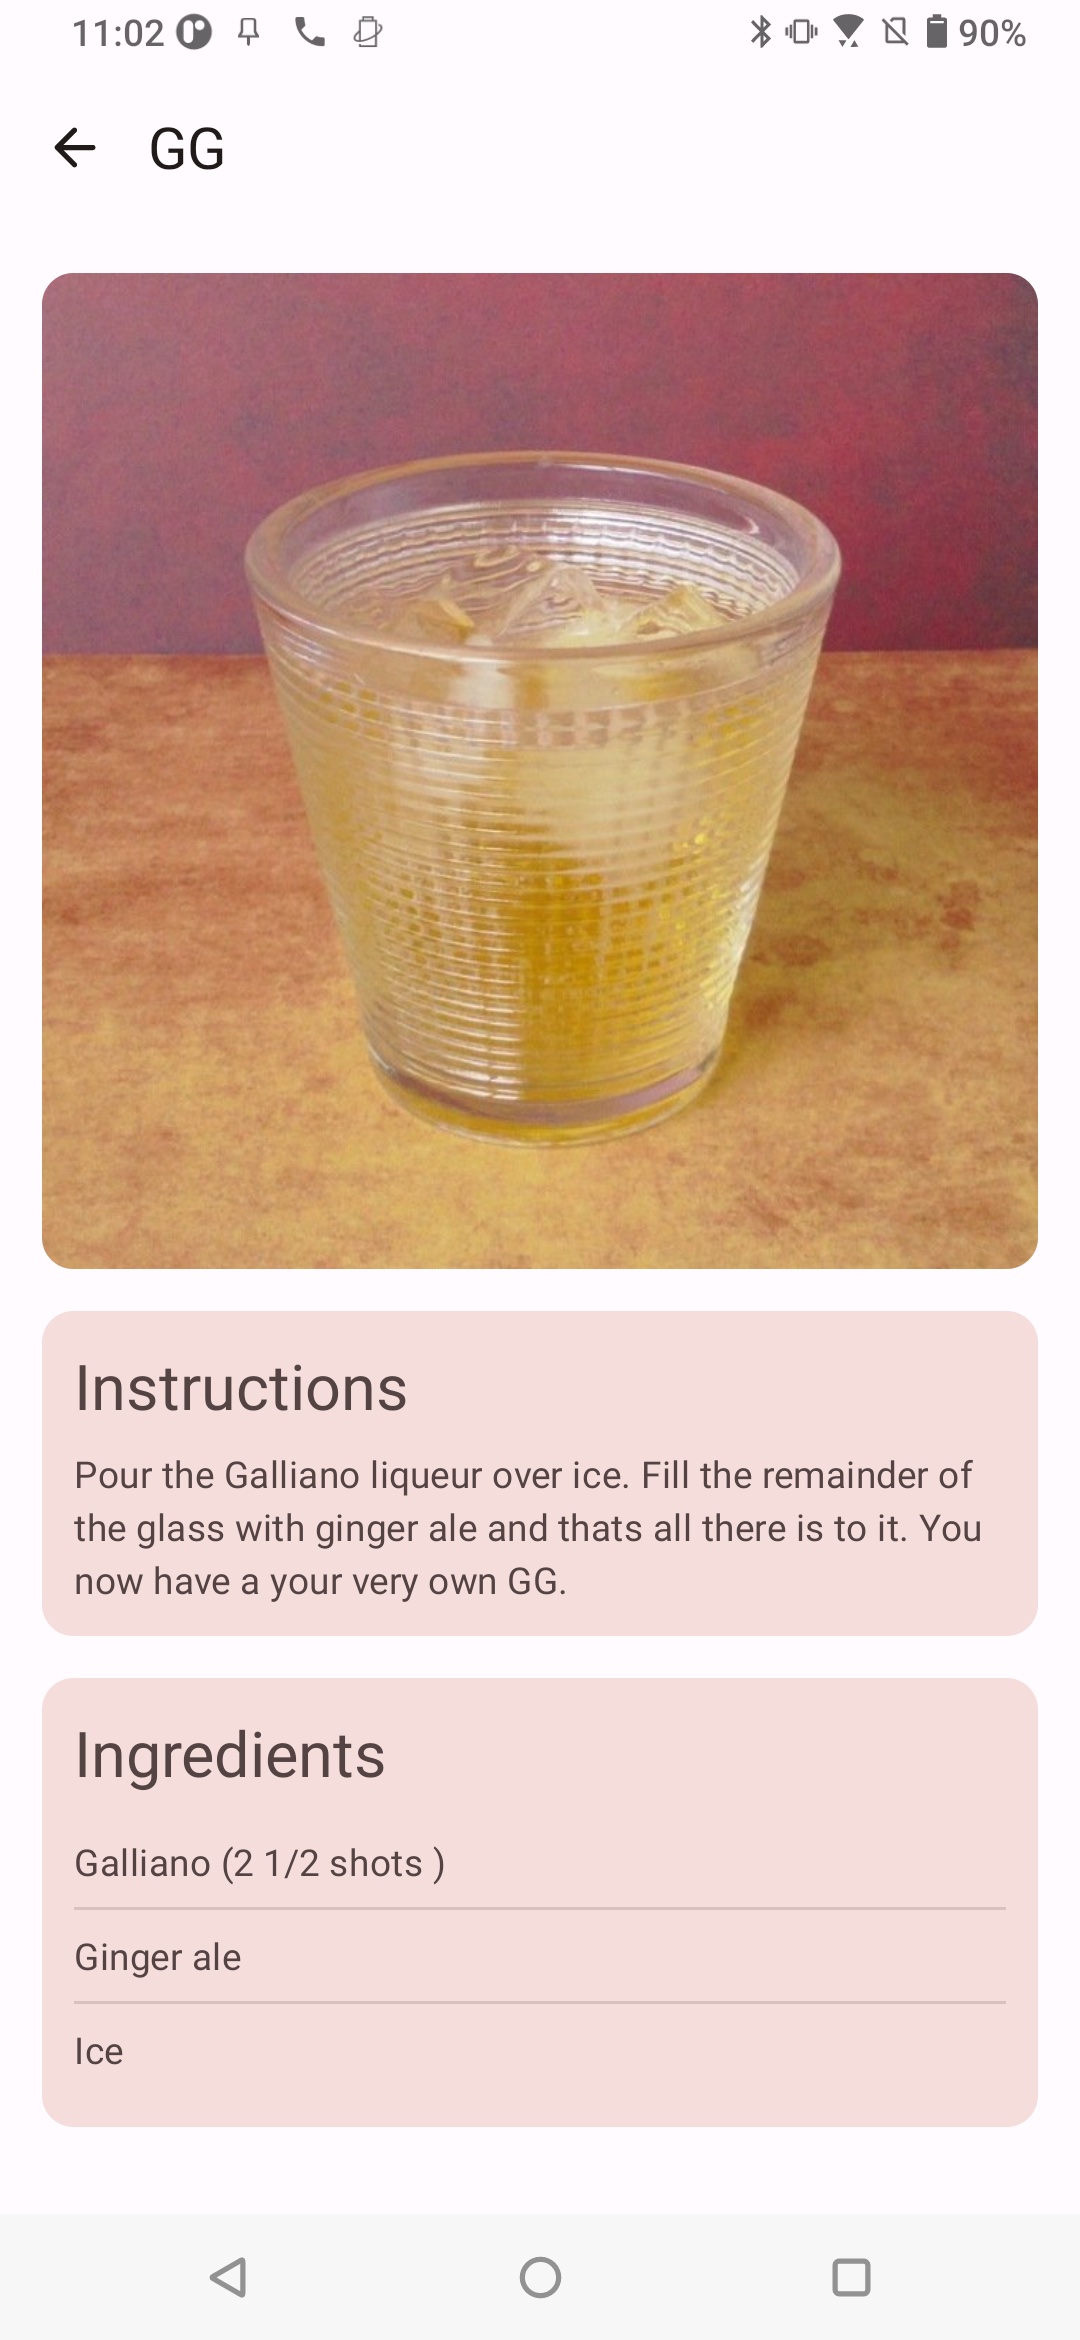 11:02
90%
GG
Instructions
Pour the Galliano liqueur over ice. Fill the remainder of
the glass with ginger ale and thats all there is to it. You
now have a your very own GG.
Ingredients
Galliano (2 1/2 shots )
Ginger ale
Ice